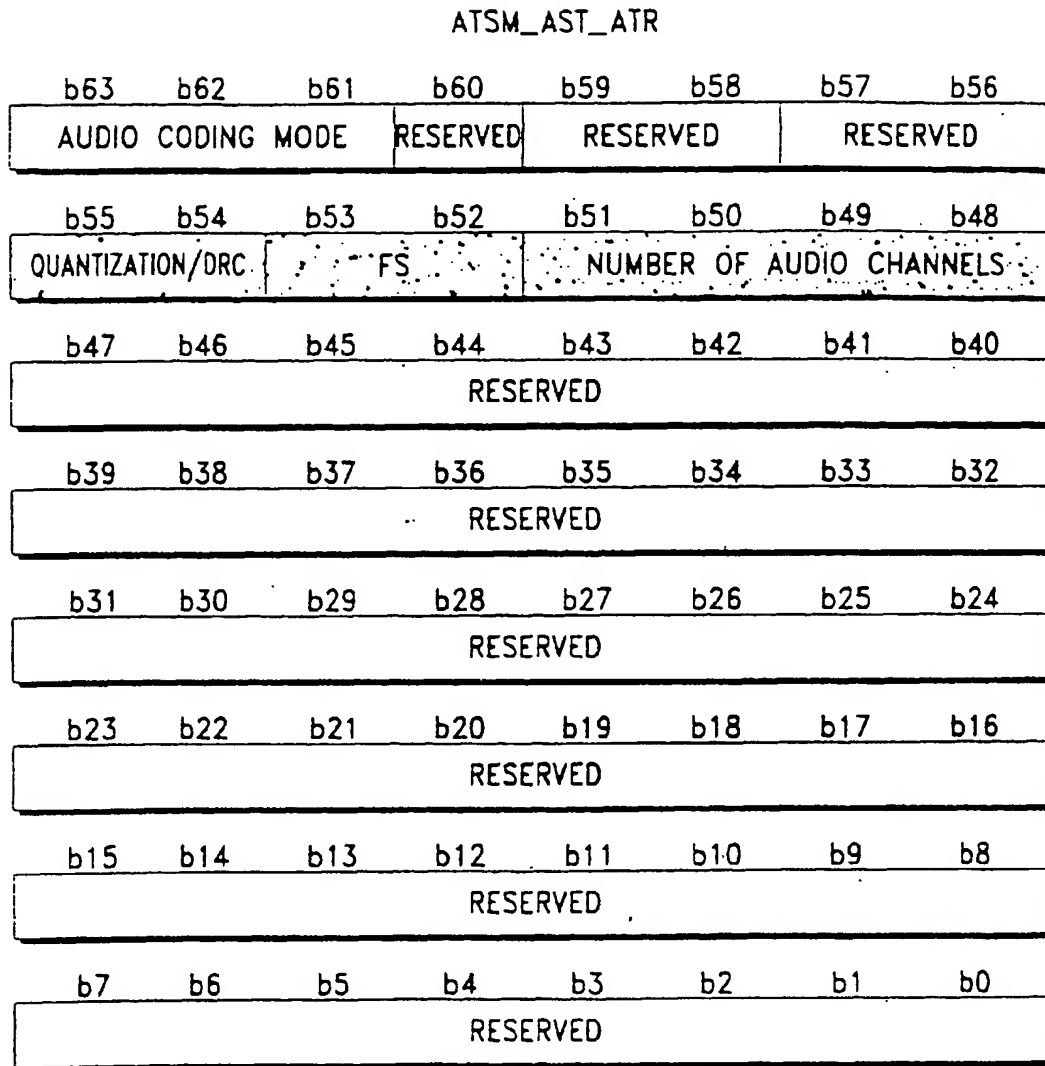 ATSM_AST_ATR
b63 b62 b61 b60 b59 b58 b57 b56
AUDIO CODING MODE RESERVED RESERVED RESERVED
b55 b54 b53 b52 b51 b50 b49 b48
QUANTIZATION/DRC FS NUMBER OF AUDIO CHANNELS
b47 b46 b45 b44 b43 b42 b41 b40
RESERVED
b39 b38 b37 b36 b35 b34 b33 b32
RESERVED
b31 b30 b29 b28 b27 b26 b25 b24
RESERVED
b23 b22 b21 b20 b19 b18 b17 b16
RESERVED
b15 b14 b13 b12 b11 b10 b9 b8
RESERVED
b7 b6 b5 b4 b3 b2 b1 b0
RESERVED